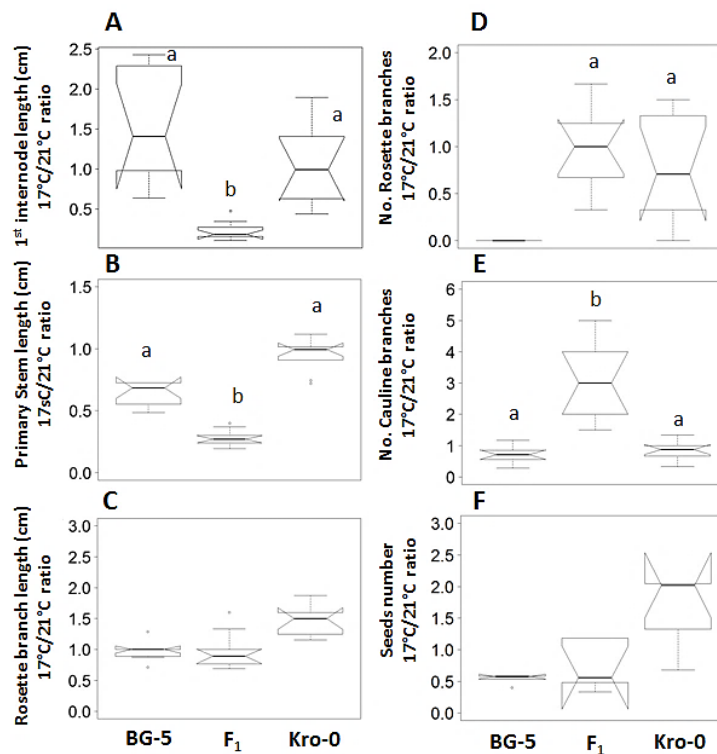 A
1st internode length (cm)
17°C/21°C ratio
2.5
2.0
1.5
1.0
0.5
a
b
a
B
Primary Stem length (cm)
17sC/21°C ratio
1.5
1.0
0.5
0.0
a
b
a
C
Rosette branch length (cm)
17°C/21°C ratio
3.0
2.5
2.0
1.5
1.0
0.5
0.0
BG-5
F1
Kro-0
D
No. Rosette branches
17°C/21°C ratio
2.0
1.5
1.0
0.5
0.0
a
a
E
No. Cauline branches
17°C/21°C ratio
6
5
4
3
2
1
0
a
b
a
F
Seeds number
17°C/21°C ratio
3.0
2.5
2.0
1.5
1.0
0.5
0.0
BG-5
F1
Kro-0